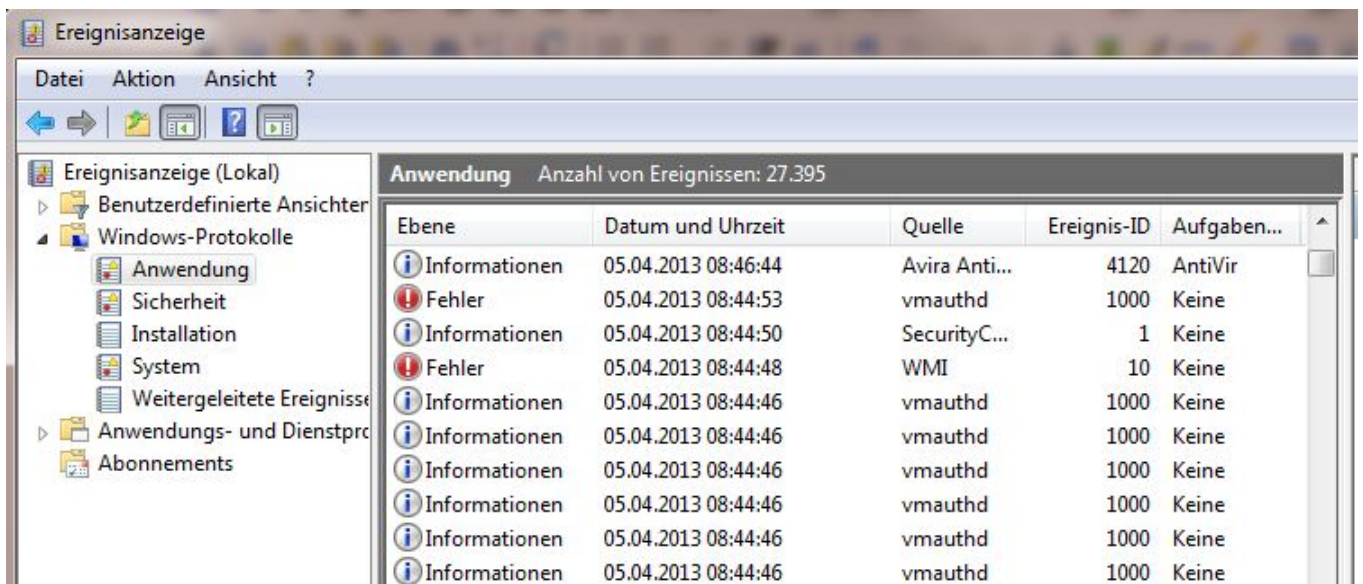 Ereignisanzeige
Datei Aktion Ansicht ?
Ereignisanzeige (Lokal)
Benutzerdefinierte Ansichten
Windows-Protokolle
Anwendung
Sicherheit
Installation
System
Weitergeleitete Ereignisse
Anwendungs- und Dienstpro
Abonnements
Anwendung Anzahl von Ereignissen: 27.395
Ebene Datum und Uhrzeit Quelle Ereignis-ID Aufgaben...
Informationen 05.04.2013 08:46:44 Avira Anti... 4120 AntiVir
Fehler 05.04.2013 08:44:53 vmauthd 1000 Keine
Informationen 05.04.2013 08:44:50 SecurityC... 1 Keine
Fehler 05.04.2013 08:44:48 WMI 10 Keine
Informationen 05.04.2013 08:44:46 vmauthd 1000 Keine
Informationen 05.04.2013 08:44:46 vmauthd 1000 Keine
Informationen 05.04.2013 08:44:46 vmauthd 1000 Keine
Informationen 05.04.2013 08:44:46 vmauthd 1000 Keine
Informationen 05.04.2013 08:44:46 vmauthd 1000 Keine
Informationen 05.04.2013 08:44:46 vmauthd 1000 Keine